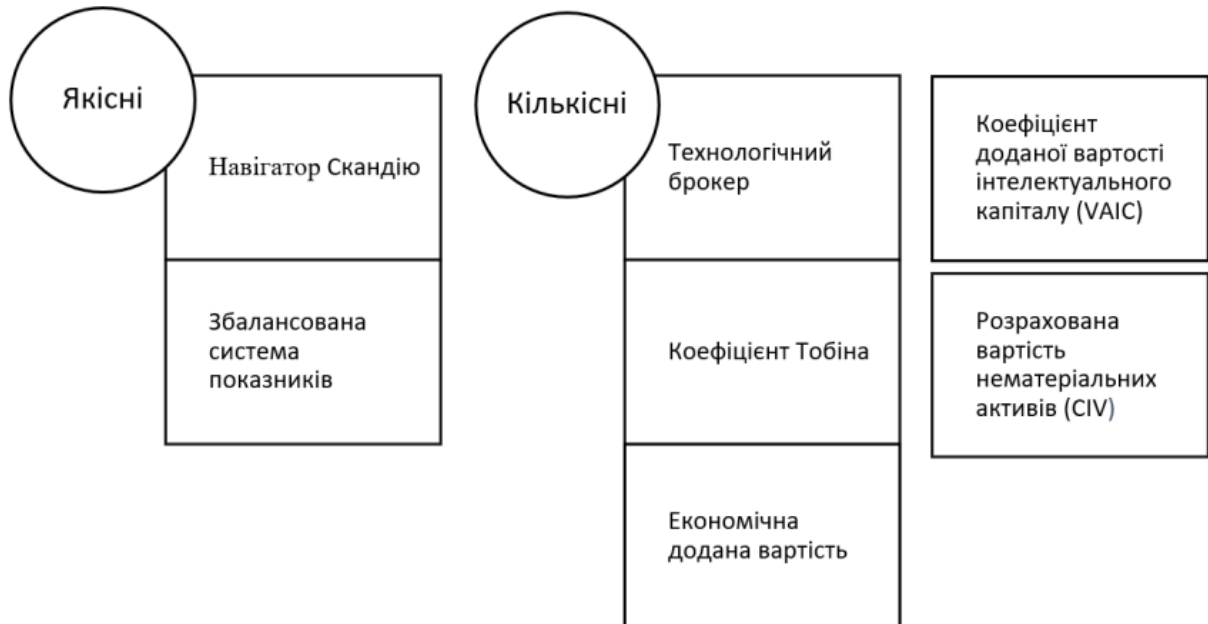 Якісні
Навігатор Скандію
Збалансована
система
показників
Кількісні
Технологічний
брокер
Коефіцієнт Тобіна
Економічна
додана вартість
Коефіцієнт
доданої вартості
інтелектуального
капіталу (VAIC)
Розрахована
вартість
нематеріальних
активів (CIV)